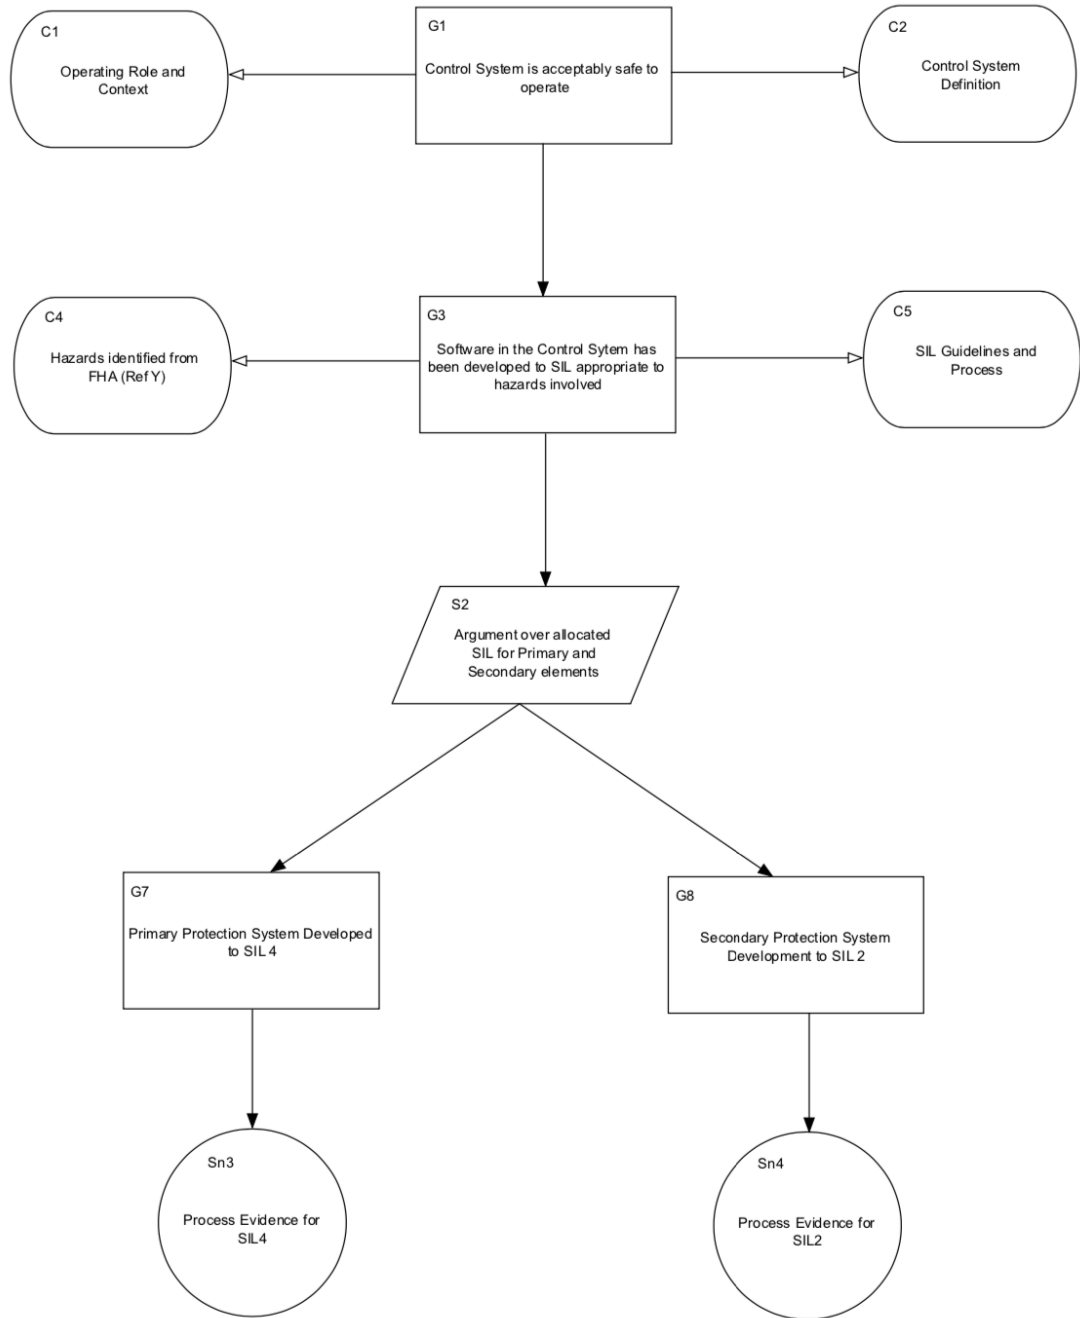 C1
Operating Role and
Context
G1
Control System is acceptably safe to
operate
C2
Control System
Definition
C4
Hazards identified from
FHA (Ref Y)
G3
Software in the Control Sytem has
been developed to SIL appropriate to
hazards involved
C5
SIL Guidelines and
Process
S2
Argument over allocated
SIL for Primary and
Secondary elements
G7
Primary Protection System Developed
to SIL 4
G8
Secondary Protection System
Development to SIL 2
Sn3
Process Evidence for
SIL4
Sn4
Process Evidence for
SIL2